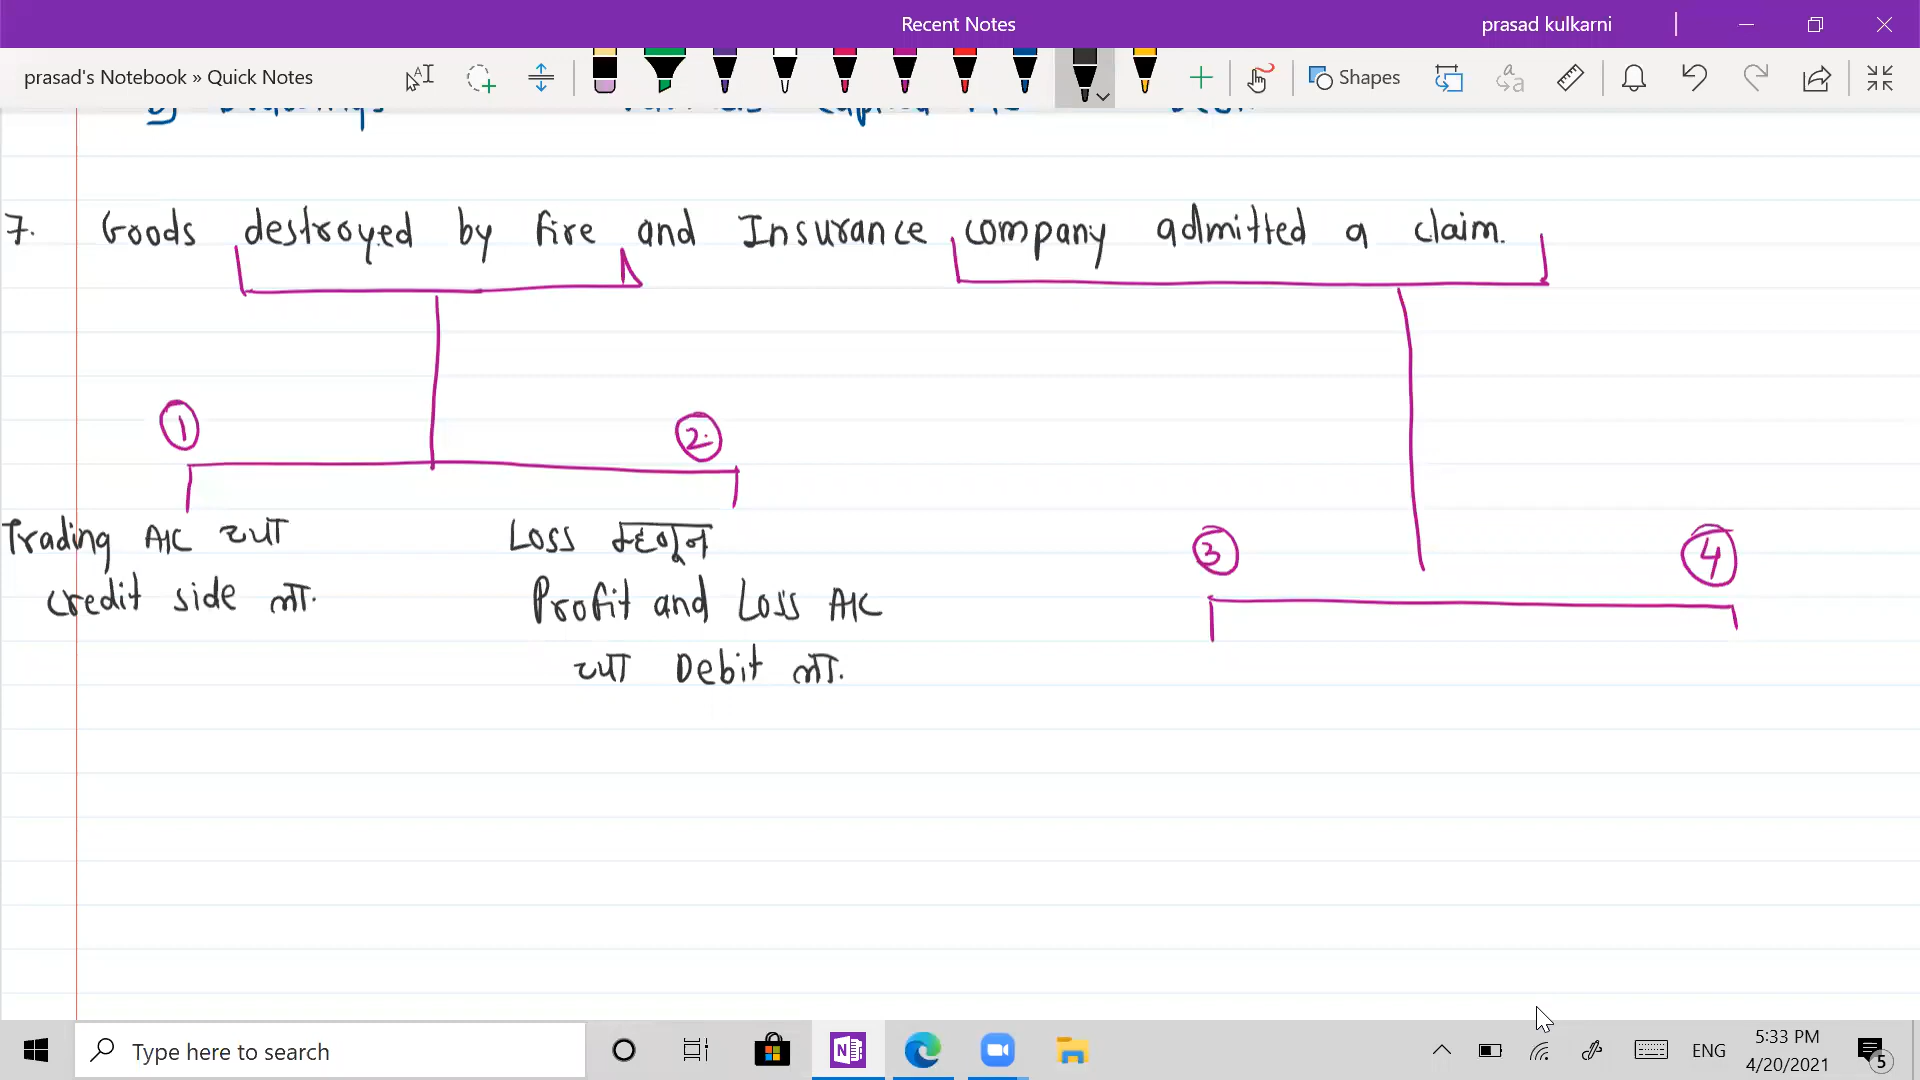 Recent Notes
prasad kulkarni
prasad's Notebook » Quick Notes
Shapes
7. Goods destroyed by fire and Insurance company admitted a claim.
1
2.
3
4
Trading A/C च्या
credit side ला.
Loss म्हणून
Profit and Loss A/C
च्या Debit ला.
Type here to search
ENG
5:33 PM
4/20/2021
5